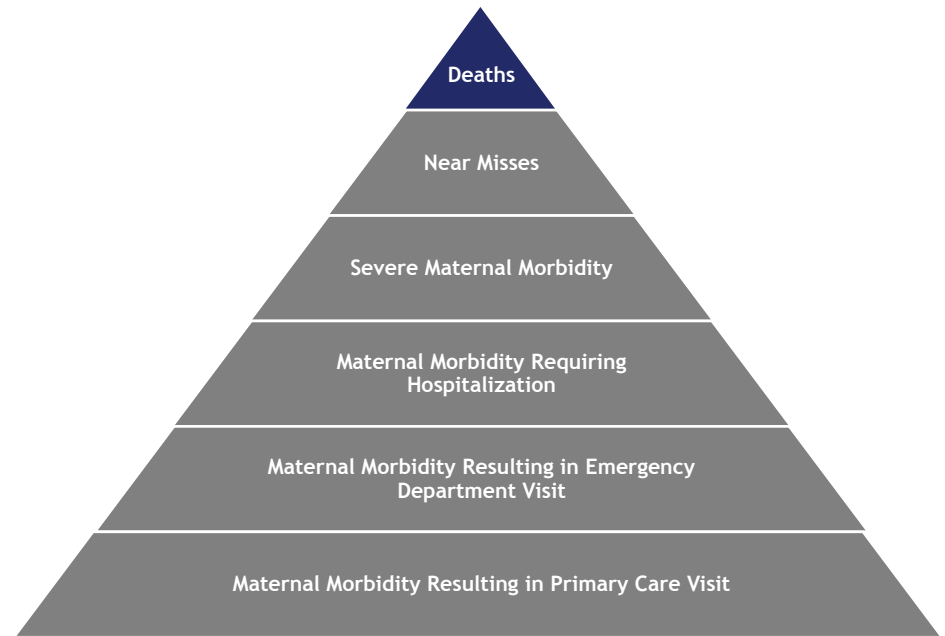 Deaths
Near Misses
Severe Maternal Morbidity
Maternal Morbidity Requiring
Hospitalization
Maternal Morbidity Resulting in Emergency
Department Visit
Maternal Morbidity Resulting in Primary Care Visit